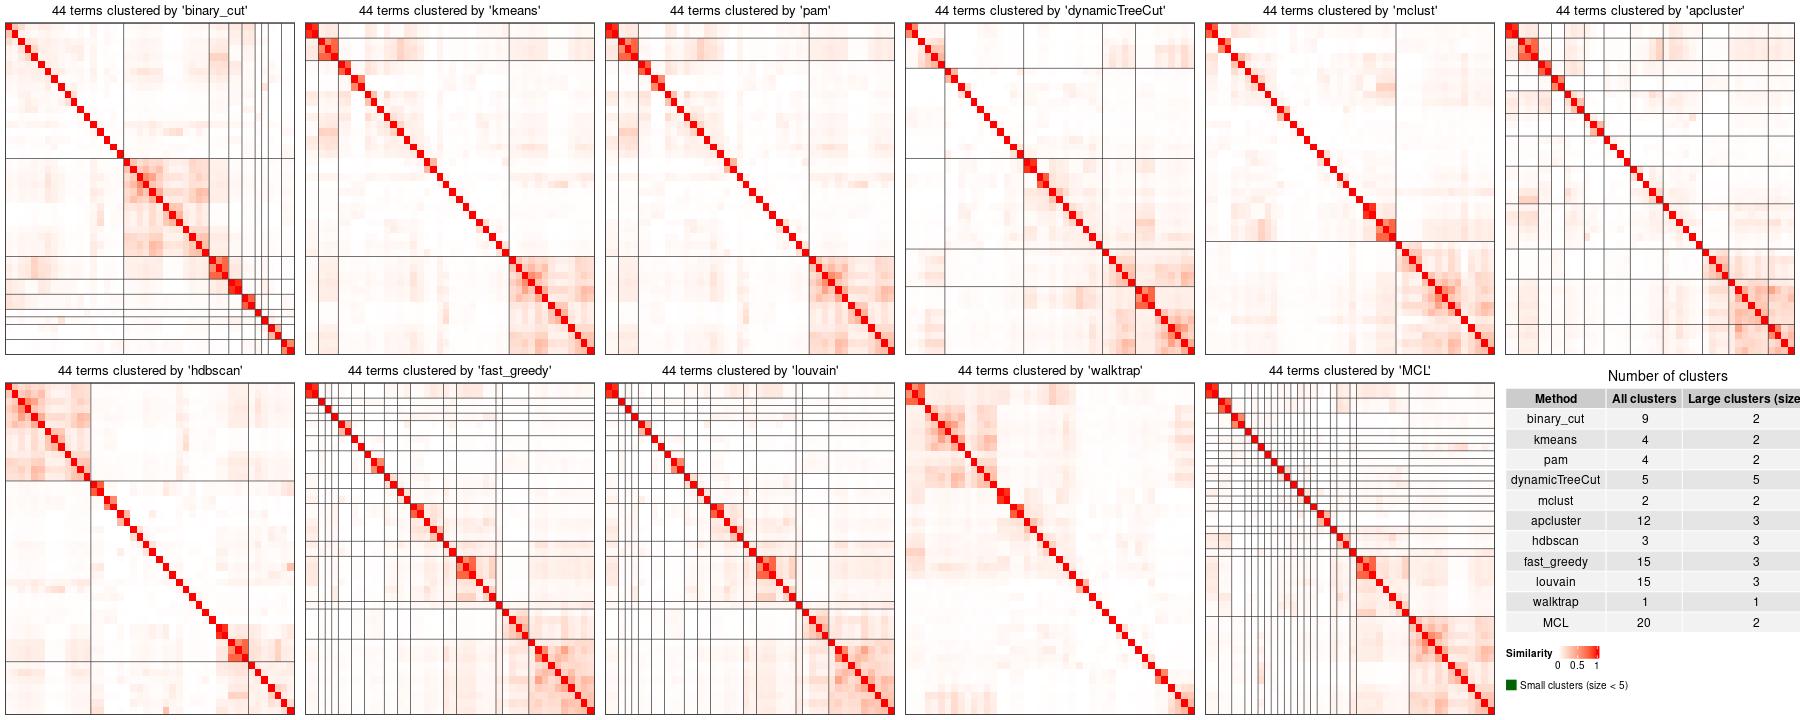 44 terms clustered by 'binary_cut'
44 terms clustered by 'kmeans'
44 terms clustered by 'pam'
44 terms clustered by 'dynamicTreeCut'
44 terms clustered by 'mclust'
44 terms clustered by 'apcluster'
44 terms clustered by 'hdbscan'
44 terms clustered by 'fast_greedy'
44 terms clustered by 'louvain'
44 terms clustered by 'walktrap'
44 terms clustered by 'MCL'
Number of clusters
Method All clusters Large clusters (size
binary_cut 9 2
kmeans 4 2
pam 4 2
dynamicTreeCut 5 5
mclust 2 2
apcluster 12 3
hdbscan 3 3
fast_greedy 15 3
louvain 15 3
walktrap 1 1
MCL 20 2
Similarity
0 0.5 1
Small clusters (size < 5)